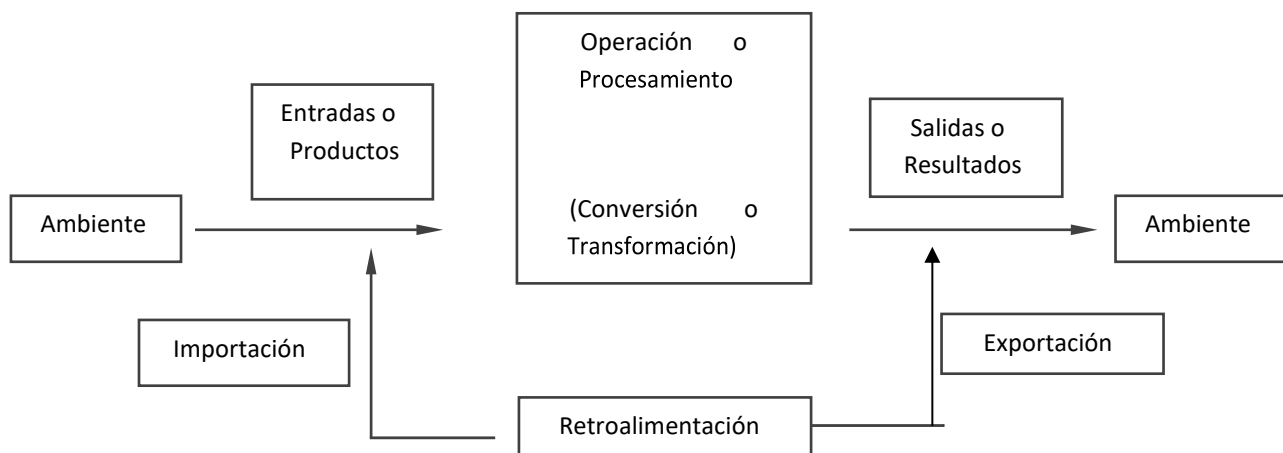 Operación o
Procesamiento
Entradas o
Productos
Salidas o
Resultados
(Conversión o
Transformación)
Ambiente
Ambiente
Importación
Exportación
Retroalimentación